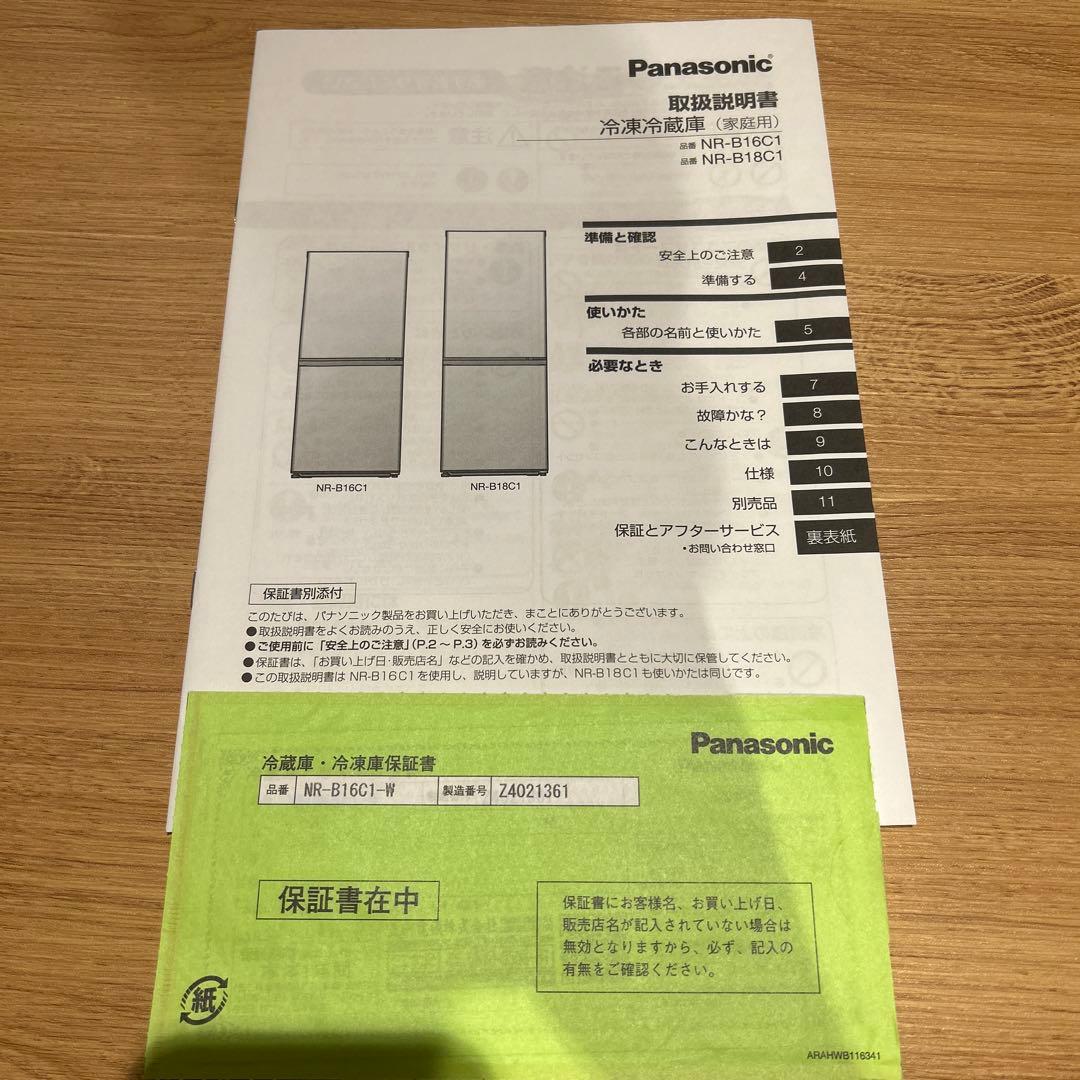 Panasonic
取扱説明書
冷凍冷蔵庫(家庭用)
品番 NR-B16C1
品番 NR-B18C1
準備と確認
安全上のご注意 2
準備する 4
使いかた
各部の名前と使いかた 5
必要なとき
お手入れする 7
故障かな? 8
こんなときは 9
仕様 10
別売品 11
保証とアフターサービス 裏表紙
・お問い合わせ窓口
NR-B16C1 NR-B18C1
保証書別添付
このたびは、パナソニック製品をお買い上げいただき、まことにありがとうございます。
●取扱説明書をよくお読みのうえ、正しく安全にお使いください。
●ご使用前に「安全上のご注意」(P.2～P.3)を必ずお読みください。
●保証書は、「お買い上げ日・販売店名」などの記入を確かめ、取扱説明書とともに大切に保管してください。
●この取扱説明書は NR-B16C1を使用し、説明していますが、NR-B18C1も使いかたは同じです。
Panasonic
冷蔵庫・冷凍庫保証書
品番 NR-B16C1-W 製造番号 Z4021361
保証書在中
保証書にお客様名、お買い上げ日、
販売店名が記入されていない場合は
無効となりますから、必ず、記入の
有無をご確認ください。
紙
ARAHWB116341